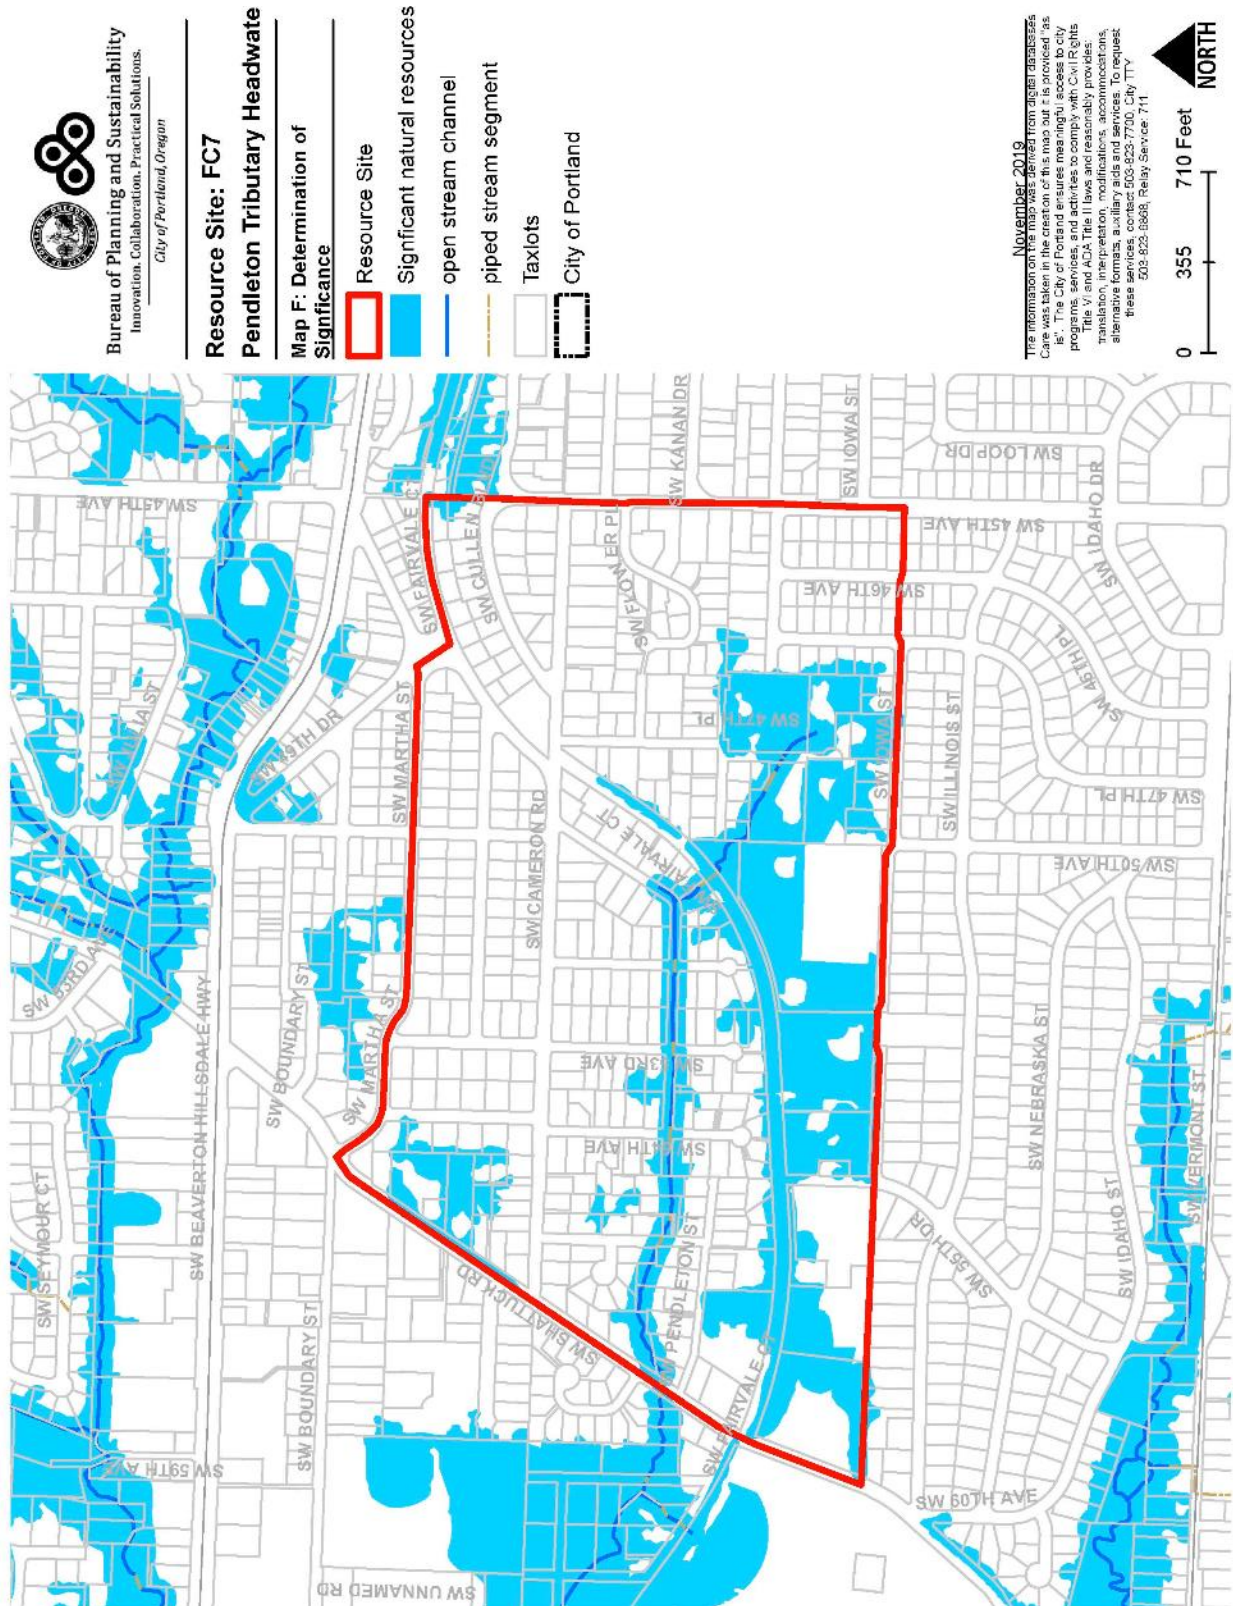 Bureau of Planning and Sustainability
Innovation. Collaboration. Practical Solutions.
City of Portland, Oregon
Resource Site: FC7
Pendleton Tributary Headwate
Map F: Determination of
Signficance
Resource Site
Signficant natural resources
open stream channel
piped stream segment
Taxlots
City of Portland
November 2019
The information on the map was derived from digital databases
Care was taken in the creation of this map but it is provided "as
is". The City of Portland ensures meaningful access to city
programs, services, and activities to comply with Civil Rights
Title VI and ADA Title II laws and reasonably provides:
translation, interpretation, modifications, accommodations,
alternative formats, auxiliary aids and services. To request
these services, contact 503-823-7700, City TTY
503-823-6868, Relay Service: 711
0 355 710 Feet
NORTH
SW SEYMOUR CT
SW 59TH AVE
SW BEAVERTON HILLSDALE HWY
SW 53RD AVE
SW 45TH AVE
SW BOUNDARY ST
SW BOUNDARY ST
SW UNNAMED RD
SW SHATTUCK RD
SW MARTHA ST
SW MARTHA ST
SW 49TH DR
SW FAIRVALE CT
SW CULLEN
SW CAMERON RD
SW 53RD AVE
SW 54TH AVE
SW PENDLETON ST
SW FAIRVALE CT
FAIRVALE CT
SW FLOWER PL
SW KANAN DR
SW 47TH PL
SW 46TH AVE
SW IOWA ST
SW IOWA ST
SW 45TH AVE
SW LOOP DR
SW IDAHO DR
SW ILLINOIS ST
SW 46TH PL
SW 47TH PL
SW 50TH AVE
SW NEBRASKA ST
SW 55TH DR
SW IDAHO ST
SW VERMONT ST
SW 60TH AVE